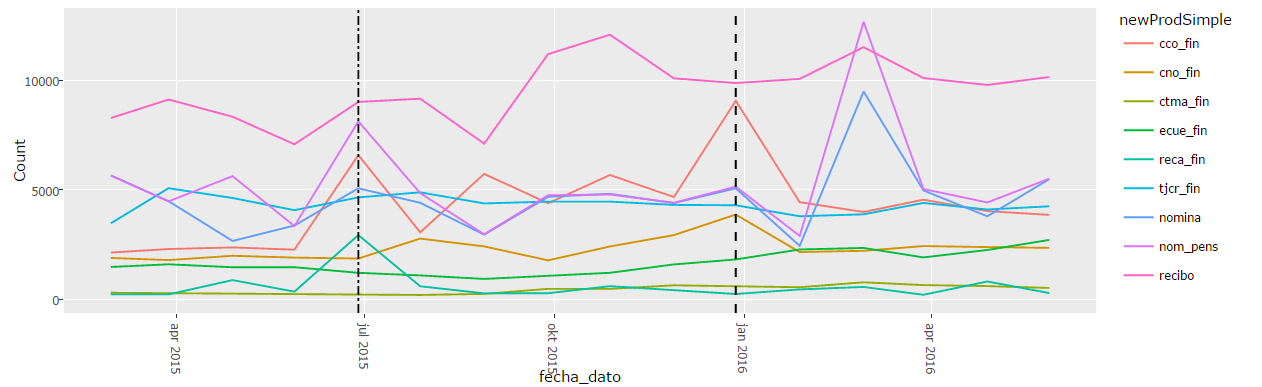 newProdSimple
cco_fin
cno_fin
ctma_fin
ecue_fin
reca_fin
tjcr_fin
nomina
nom_pens
recibo
Count
10000
5000
0
apr 2015
jul 2015
okt 2015
jan 2016
apr 2016
fecha_dato